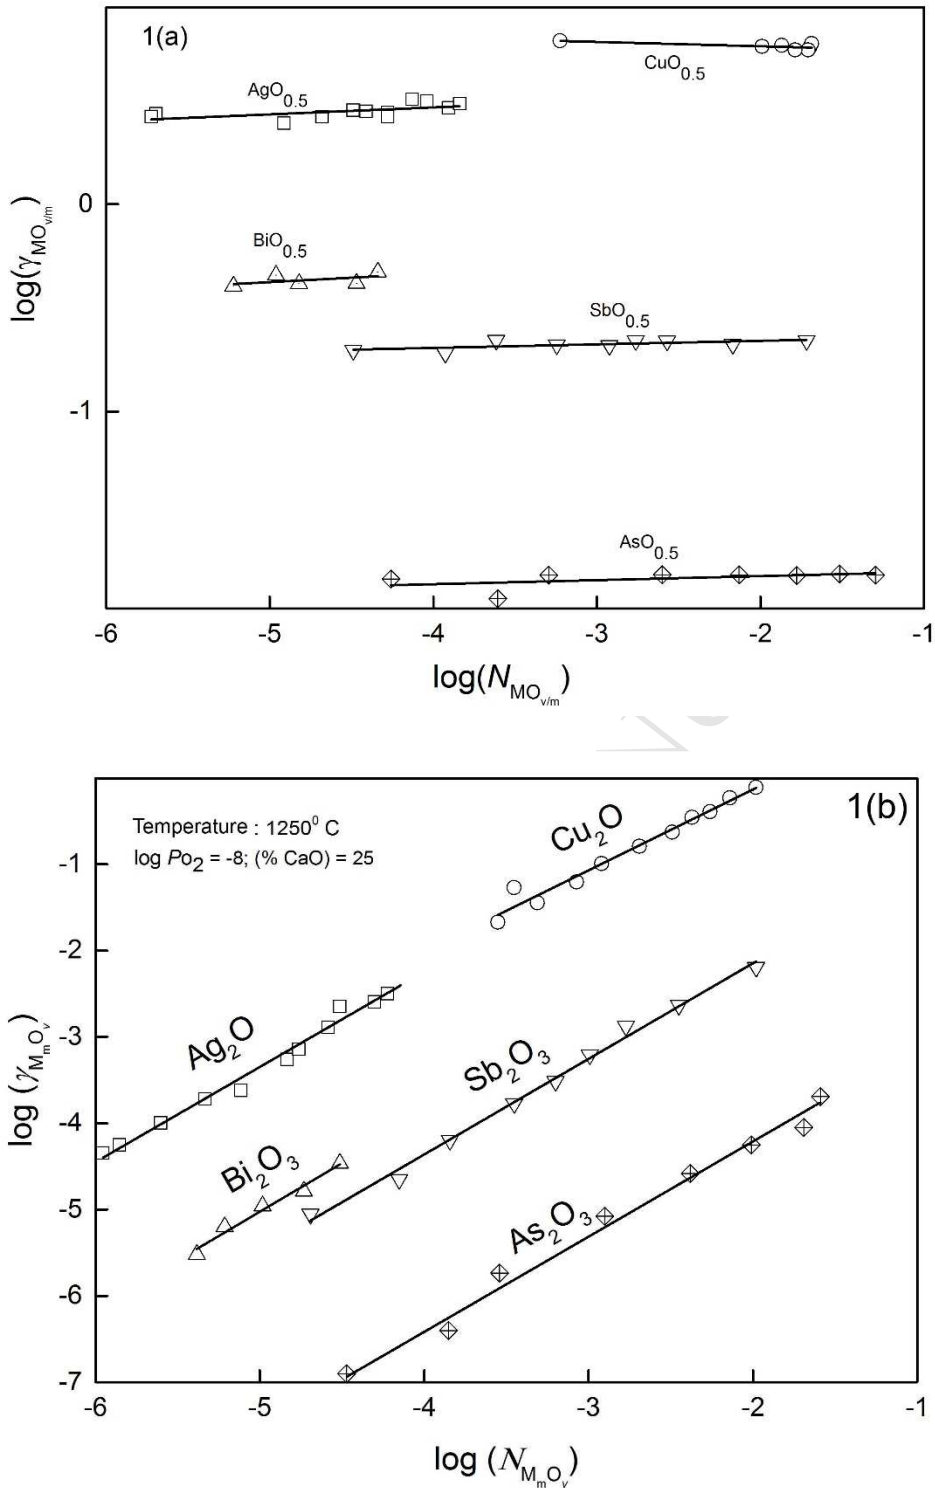 1(a)
CuO0.5
AgO0.5
0
BiO0.5
SbO0.5
-1
AsO0.5
log(γMOv/m)
-6 -5 -4 -3 -2 -1
log(NMOv/m)
1(b)
Temperature : 1250⁰ C
log Po2 = -8; (% CaO) = 25
Cu2O
-1
-2
Ag2O
-3
Sb2O3
-4
Bi2O3
-5
As2O3
-6
-7
log (γMmOv)
-6 -5 -4 -3 -2 -1
log (NMmOv)